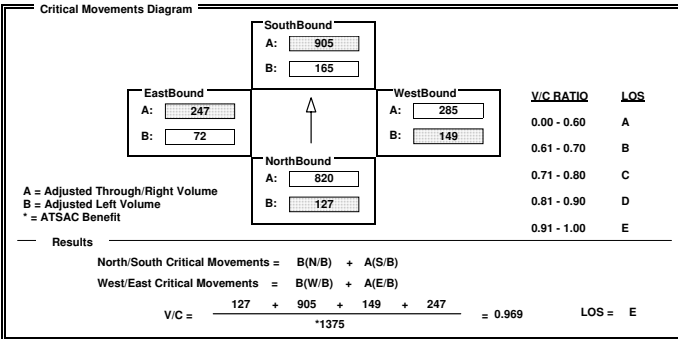 Critical Movements Diagram
SouthBound
A: 905
B: 165
EastBound
A: 247
B: 72
WestBound
A: 285
B: 149
NorthBound
A: 820
B: 127
V/C RATIO LOS
0.00 - 0.60 A
0.61 - 0.70 B
0.71 - 0.80 C
0.81 - 0.90 D
0.91 - 1.00 E
A = Adjusted Through/Right Volume
B = Adjusted Left Volume
* = ATSAC Benefit
Results
North/South Critical Movements = B(N/B) + A(S/B)
West/East Critical Movements = B(W/B) + A(E/B)
V/C = 127 + 905 + 149 + 247 = 0.969 LOS = E
*1375